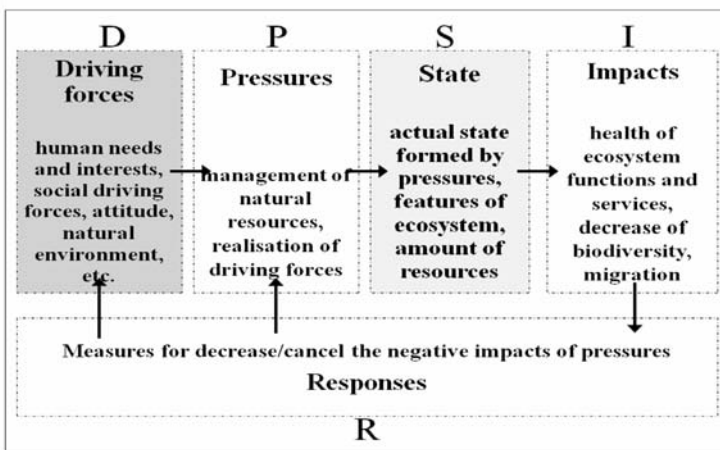 D
P
S
I
Driving
forces
human needs
and interests,
social driving
forces, attitude,
natural
environment,
etc.
Pressures
management of
natural
resources,
realisation of
driving forces
State
actual state
formed by
pressures,
features of
ecosystem,
amount of
resources
Impacts
health of
ecosystem
functions and
services,
decrease of
biodiversity,
migration
Measures for decrease/cancel the negative impacts of pressures
Responses
R